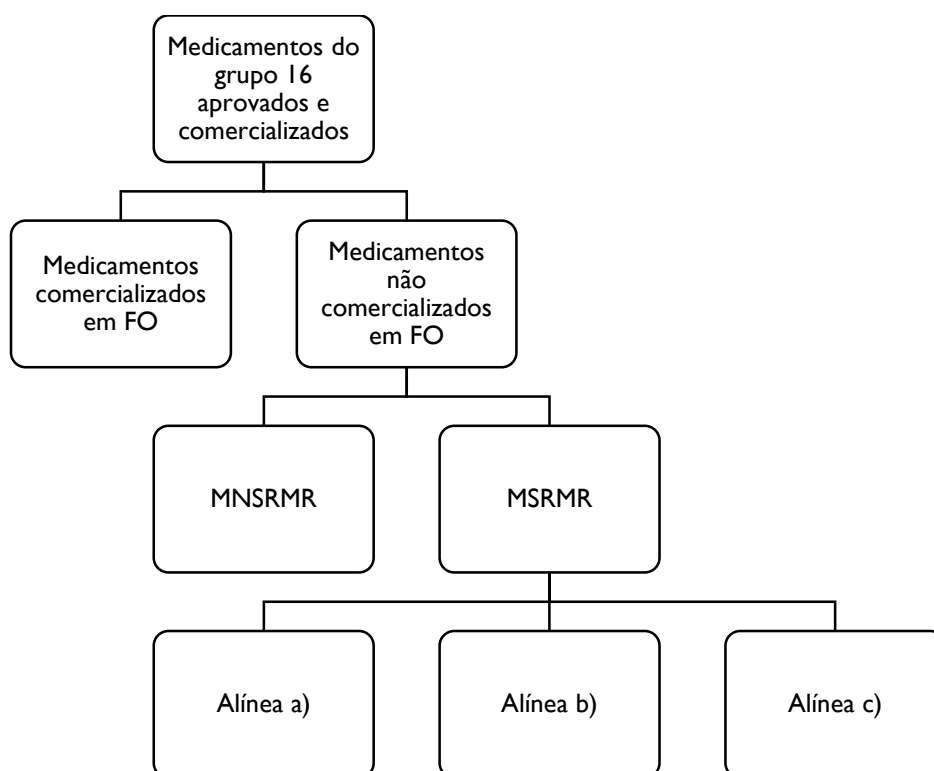 Medicamentos do
grupo 16
aprovados e
comercializados
Medicamentos
comercializados
em FO
Medicamentos
não
comercializados
em FO
MNSRMR
MSRMR
Alínea a)
Alínea b)
Alínea c)